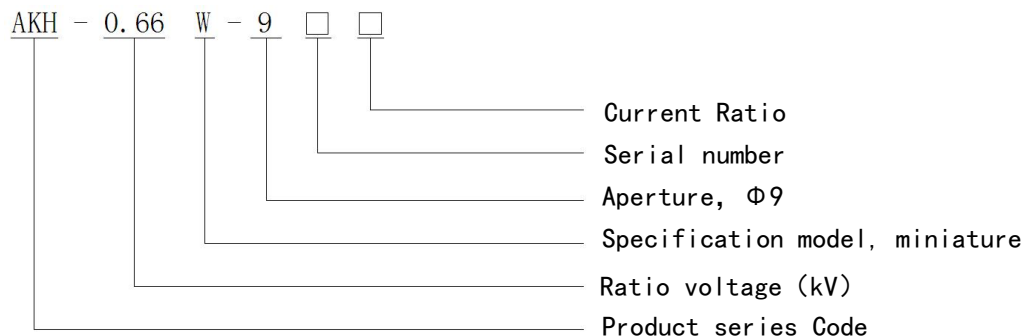 AKH - 0.66 W - 9 □ □
Current Ratio
Serial number
Aperture, Φ9
Specification model, miniature
Ratio voltage (kV)
Product series Code